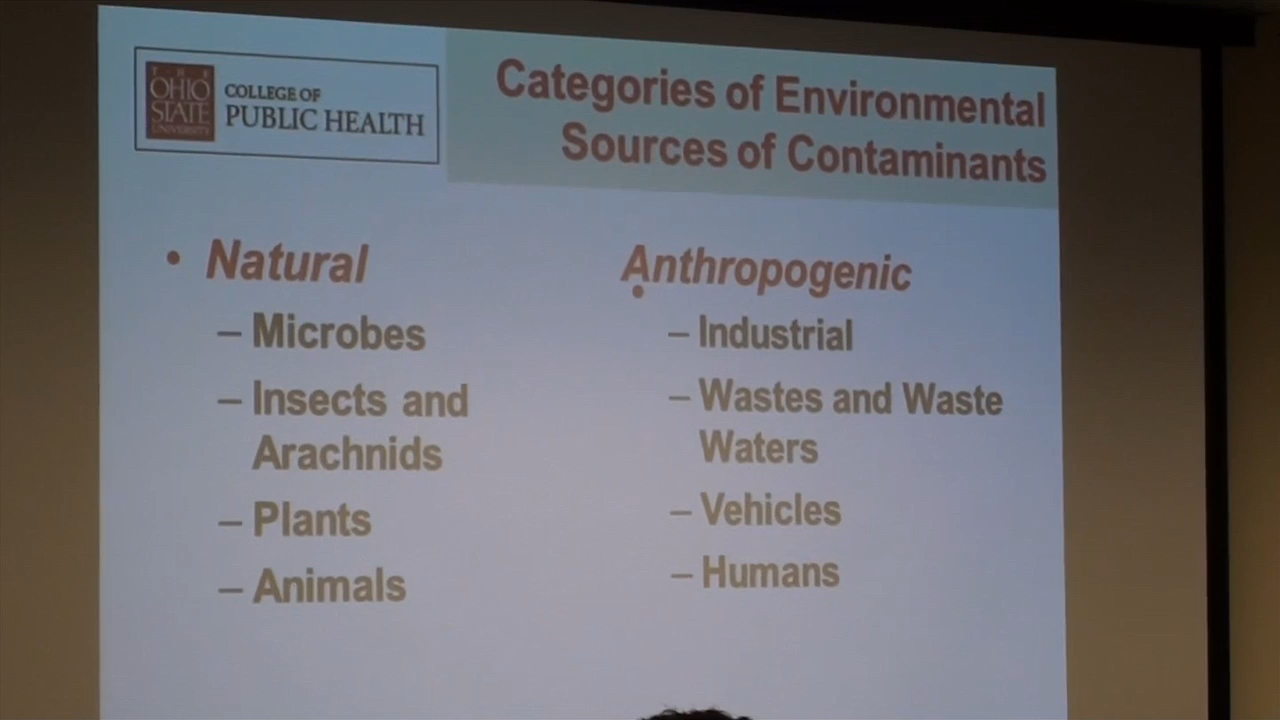 THE
OHIO
STATE
UNIVERSITY
COLLEGE OF
PUBLIC HEALTH
Categories of Environmental
Sources of Contaminants
• Natural
– Microbes
– Insects and
Arachnids
– Plants
– Animals
• Anthropogenic
– Industrial
– Wastes and Waste
Waters
– Vehicles
– Humans